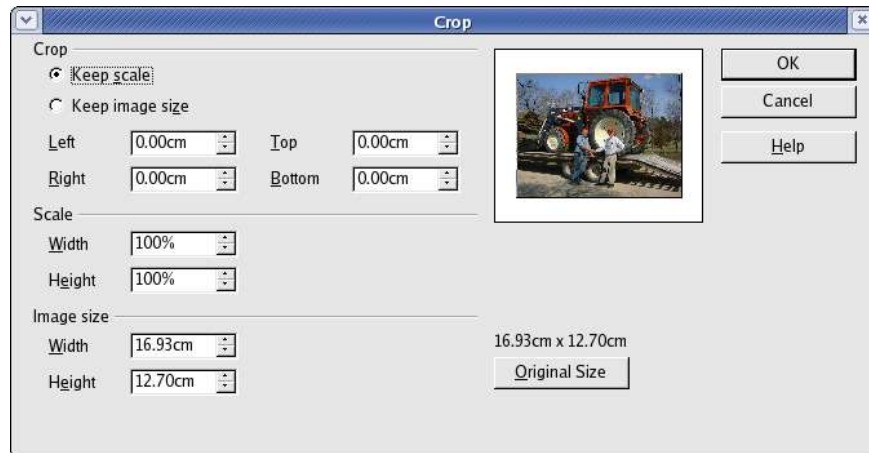 Crop
Crop
Keep scale
Keep image size
Left 0.00cm Top 0.00cm
Right 0.00cm Bottom 0.00cm
Scale
Width 100%
Height 100%
Image size
Width 16.93cm
Height 12.70cm
16.93cm x 12.70cm
Original Size
OK
Cancel
Help